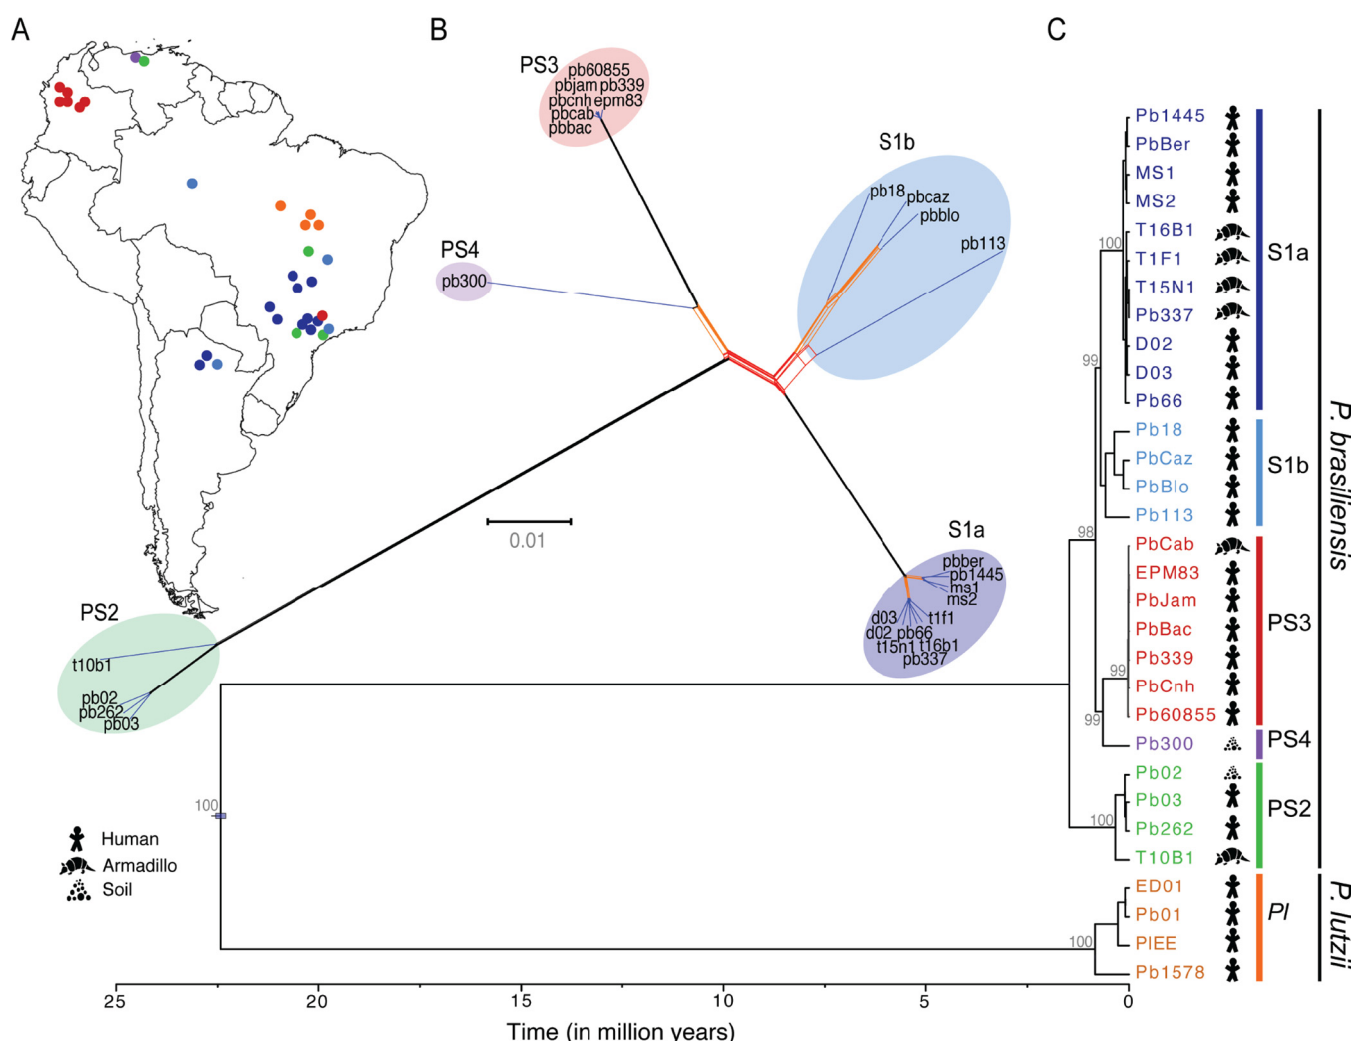 A
B
C
PS3
pb60855
pbjam pb339
pbcnh epm83
pbcab
pbbac
S1b
pb18
pbcaz
pbblo
pb113
PS4
pb300
0.01
S1a
pbber
pb1445
ms1
ms2
d03
t1f1
d02 pb66
t15n1 t16b1
pb337
PS2
t10b1
pb02
pb262
pb03
Human
Armadillo
Soil
Pb1445
PbBer
MS1
MS2
T16B1
T1F1
T15N1
Pb337
D02
D03
Pb66
Pb18
PbCaz
PbBlo
Pb113
PbCab
EPM83
PbJam
PbBac
Pb339
PbCnh
Pb60855
Pb300
Pb02
Pb03
Pb262
T10B1
ED01
Pb01
PlEE
Pb1578
100
99
98
99
99
100
100
100
S1a
S1b
PS3
PS4
PS2
Pl
P. brasiliensis
P. lutzii
25 20 15 10 5 0
Time (in million years)